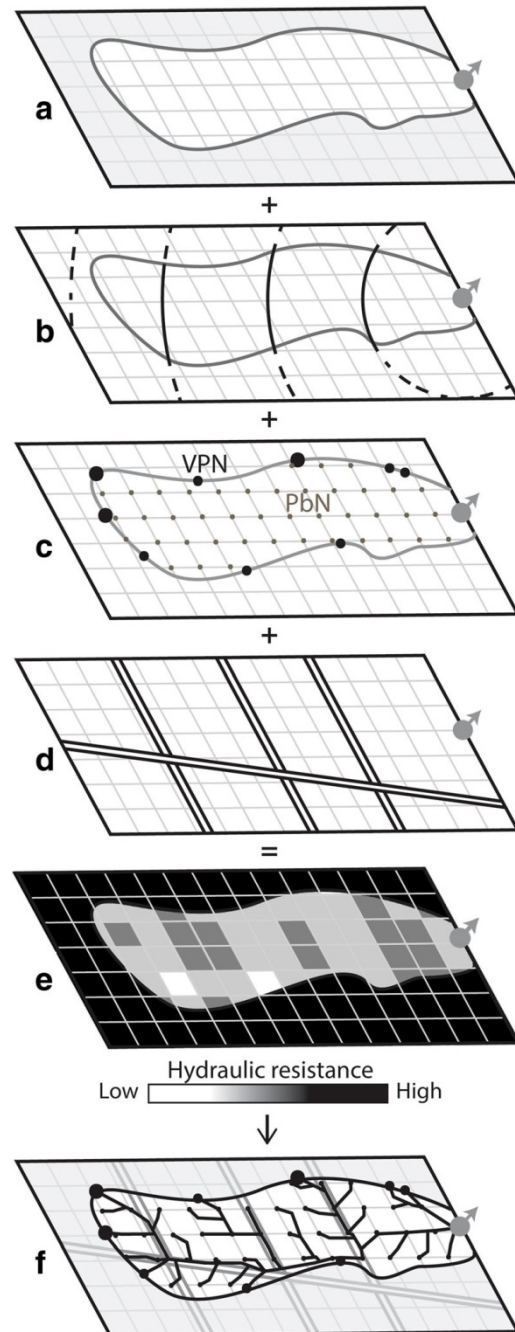 a
+
b
+
VPN
PbN
c
+
d
=
e
Hydraulic resistance
Low High
f